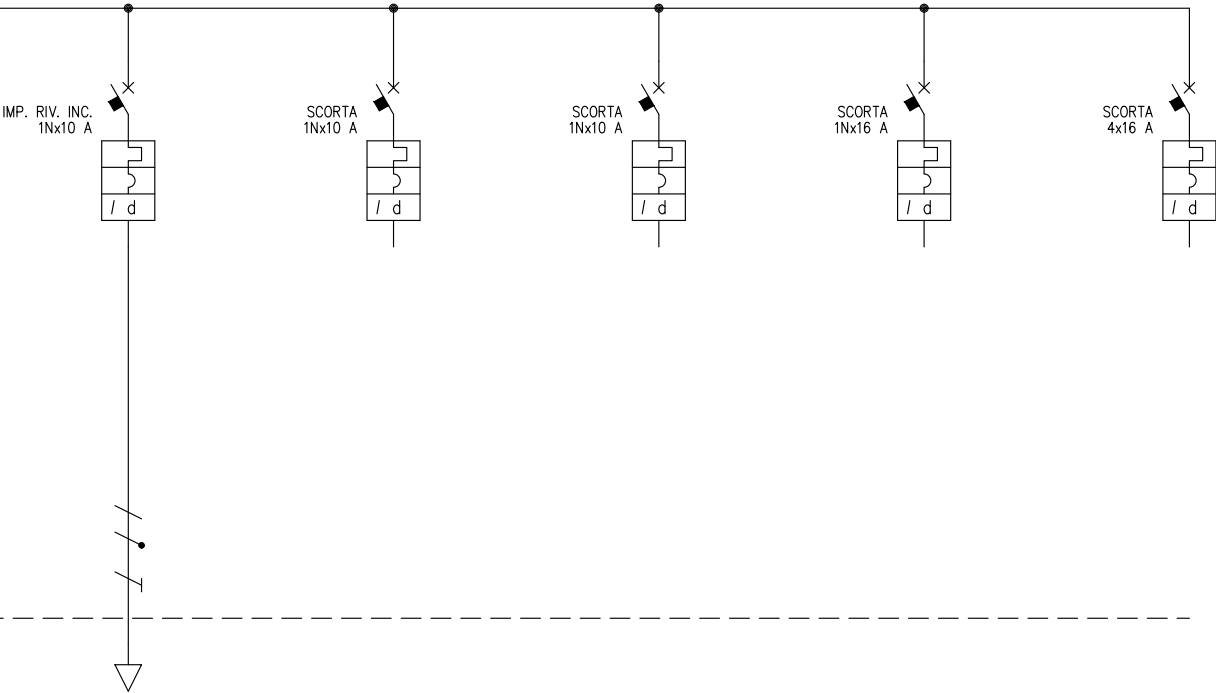 IMP. RIV. INC.
1Nx10 A
SCORTA
1Nx10 A
SCORTA
1Nx10 A
SCORTA
1Nx16 A
SCORTA
4x16 A
I d
I d
I d
I d
I d